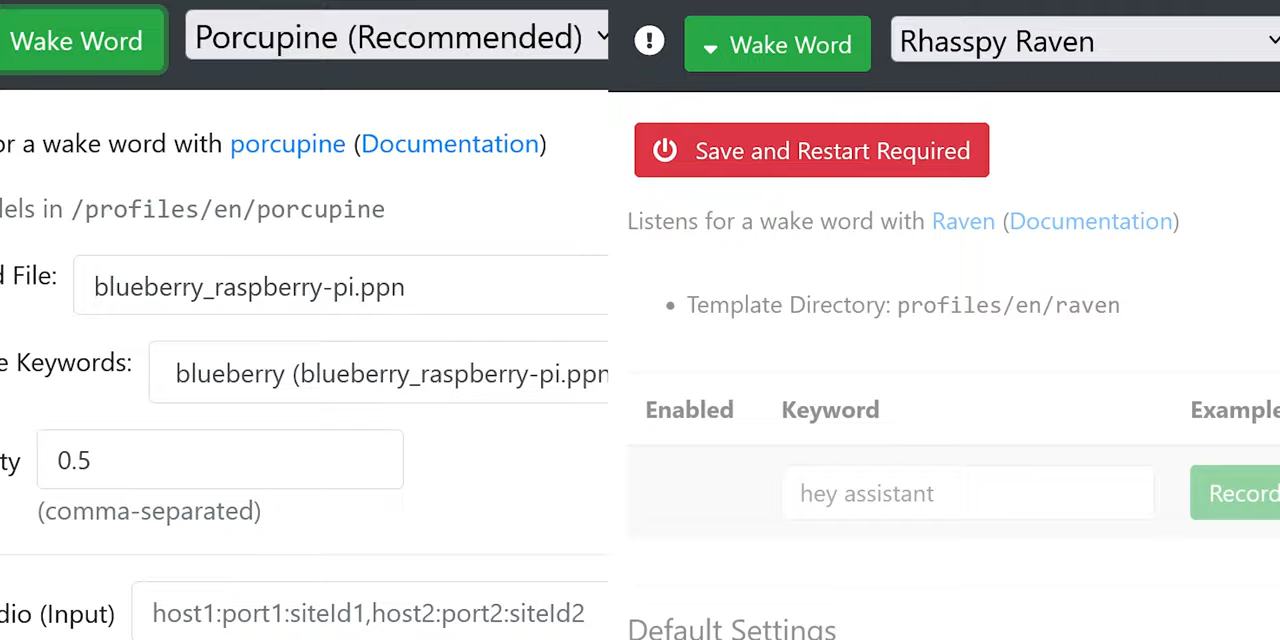 Wake Word
Porcupine (Recommended)
or a wake word with porcupine (Documentation)
dels in /profiles/en/porcupine
d File:
blueberry_raspberry-pi.ppn
e Keywords:
blueberry (blueberry_raspberry-pi.ppn
ty
0.5
(comma-separated)
dio (Input)
host1:port1:siteId1,host2:port2:siteId2
Wake Word
Rhasspy Raven
Save and Restart Required
Listens for a wake word with Raven (Documentation)
• Template Directory: profiles/en/raven
Enabled
Keyword
Example
hey assistant
Record
Default Settings